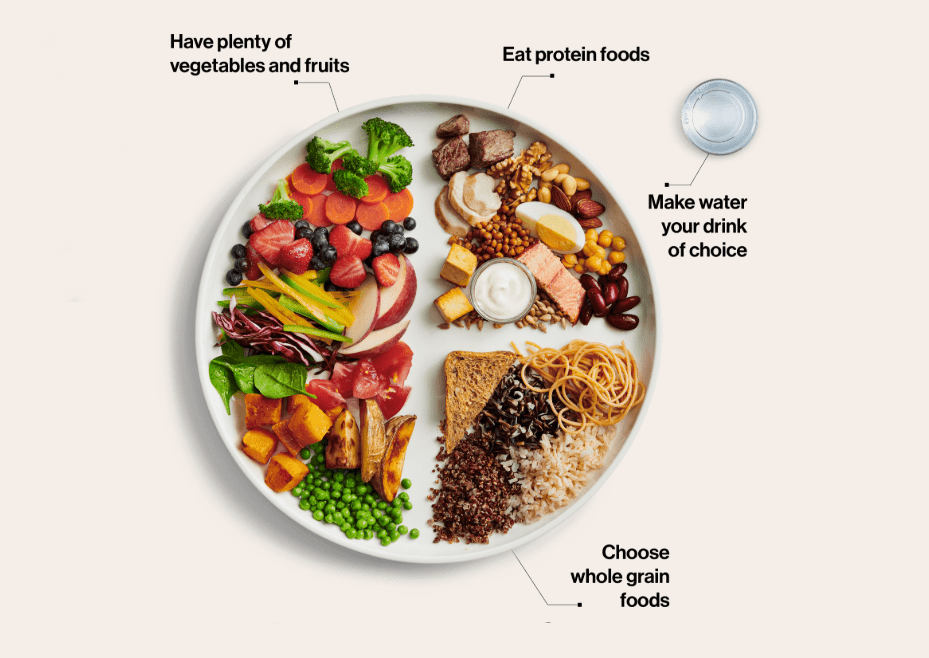 Have plenty of
vegetables and fruits
Eat protein foods
Make water
your drink
of choice
Choose
whole grain
foods